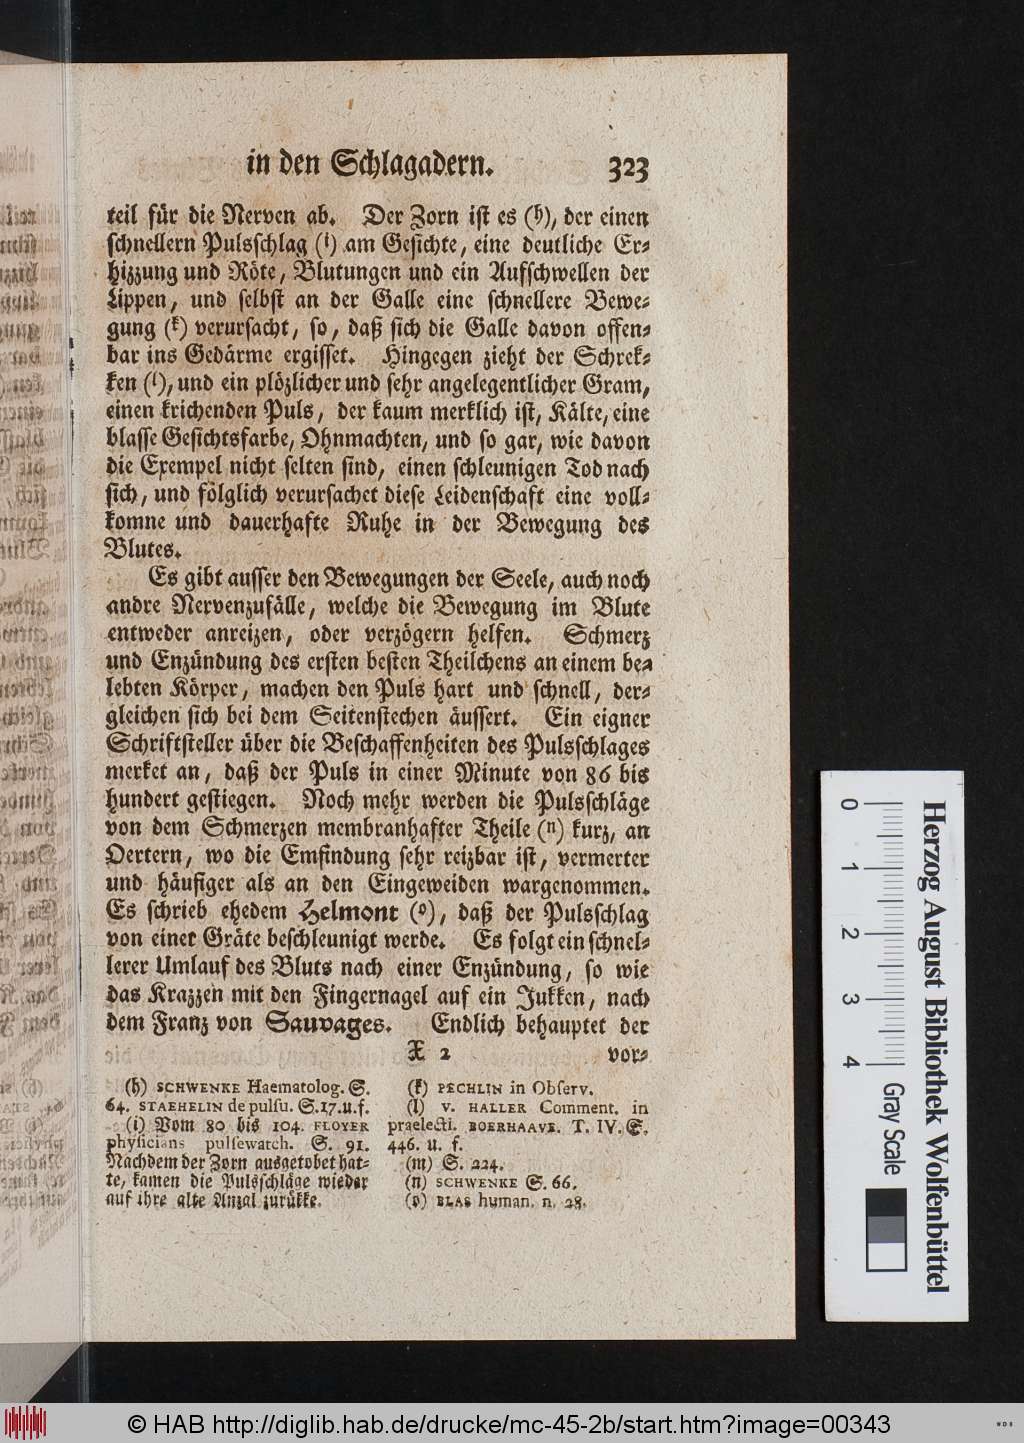 in den Schlagadern. 323
teil für die Nerven ab. Der Zorn ist es (h), der einen
schnellern Pulsschlag (i) am Gesichte, eine deutliche Er-
hizzung und Röte, Blutungen und ein Aufschwellen der
Lippen, und selbst an der Galle eine schnellere Bewe-
gung (k) verursacht, so, daß sich die Galle davon offen-
bar ins Gedärme ergisset. Hingegen zieht der Schrek-
ken (l), und ein plözlicher und sehr angelegentlicher Gram,
einen krichenden Puls, der kaum merklich ist, Kälte, eine
blasse Gesichtsfarbe, Ohnmachten, und so gar, wie davon
die Exempel nicht selten sind, einen schleunigen Tod nach
sich, und fölglich verursachet diese Leidenschaft eine voll-
komne und dauerhafte Ruhe in der Bewegung des
Blutes.
Es gibt ausser den Bewegungen der Seele, auch noch
andre Nervenzufälle, welche die Bewegung im Blute
entweder anreizen, oder verzögern helfen. Schmerz
und Enzündung des ersten besten Theilchens an einem be-
lebten Körper, machen den Puls hart und schnell, der-
gleichen sich bei dem Seitenstechen äussert. Ein eigner
Schriftsteller über die Beschaffenheiten des Pulsschlages
merket an, daß der Puls in einer Minute von 86 bis
hundert gestiegen. Noch mehr werden die Pulsschläge
von dem Schmerzen membranhafter Theile (n) kurz, an
Oertern, wo die Emfindung sehr reizbar ist, vermerter
und häufiger als an den Eingeweiden wargenommen.
Es schrieb ehedem Helmont (o), daß der Pulsschlag
von einer Gräte beschleunigt werde. Es folgt ein schnel-
lerer Umlauf des Bluts nach einer Enzündung, so wie
das Krazzen mit den Fingernagel auf ein Jukken, nach
dem Franz von Sauvages. Endlich behauptet der
X 2 vor-
(h) SCHWENKE Haematolog. S.
64. STAEHELIN de pulsu. S. 17. u. f.
(i) Vom 80 bis 104. FLOYER
physicians pulsewatch. S. 91.
Nachdem der Zorn ausgetobet hat-
te, kamen die Pulsschläge wieder
auf ihre alte Anzal zurükke.
(k) PECHLIN in Observ.
(l) V. HALLER Comment. in
praelecti. BOERHAAVE. T. IV. S.
446. u. f.
(m) S. 224.
(n) SCHWENKE S. 66.
(o) BLAS human. n. 28.
Herzog August Bibliothek Wolfenbüttel
0 1 2 3 4 Gray Scale
© HAB http://diglib.hab.de/drucke/mc-45-2b/start.htm?image=00343